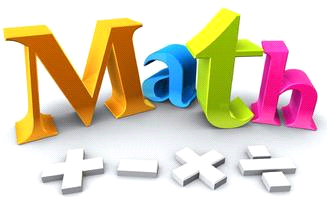 Math
+ − × ÷